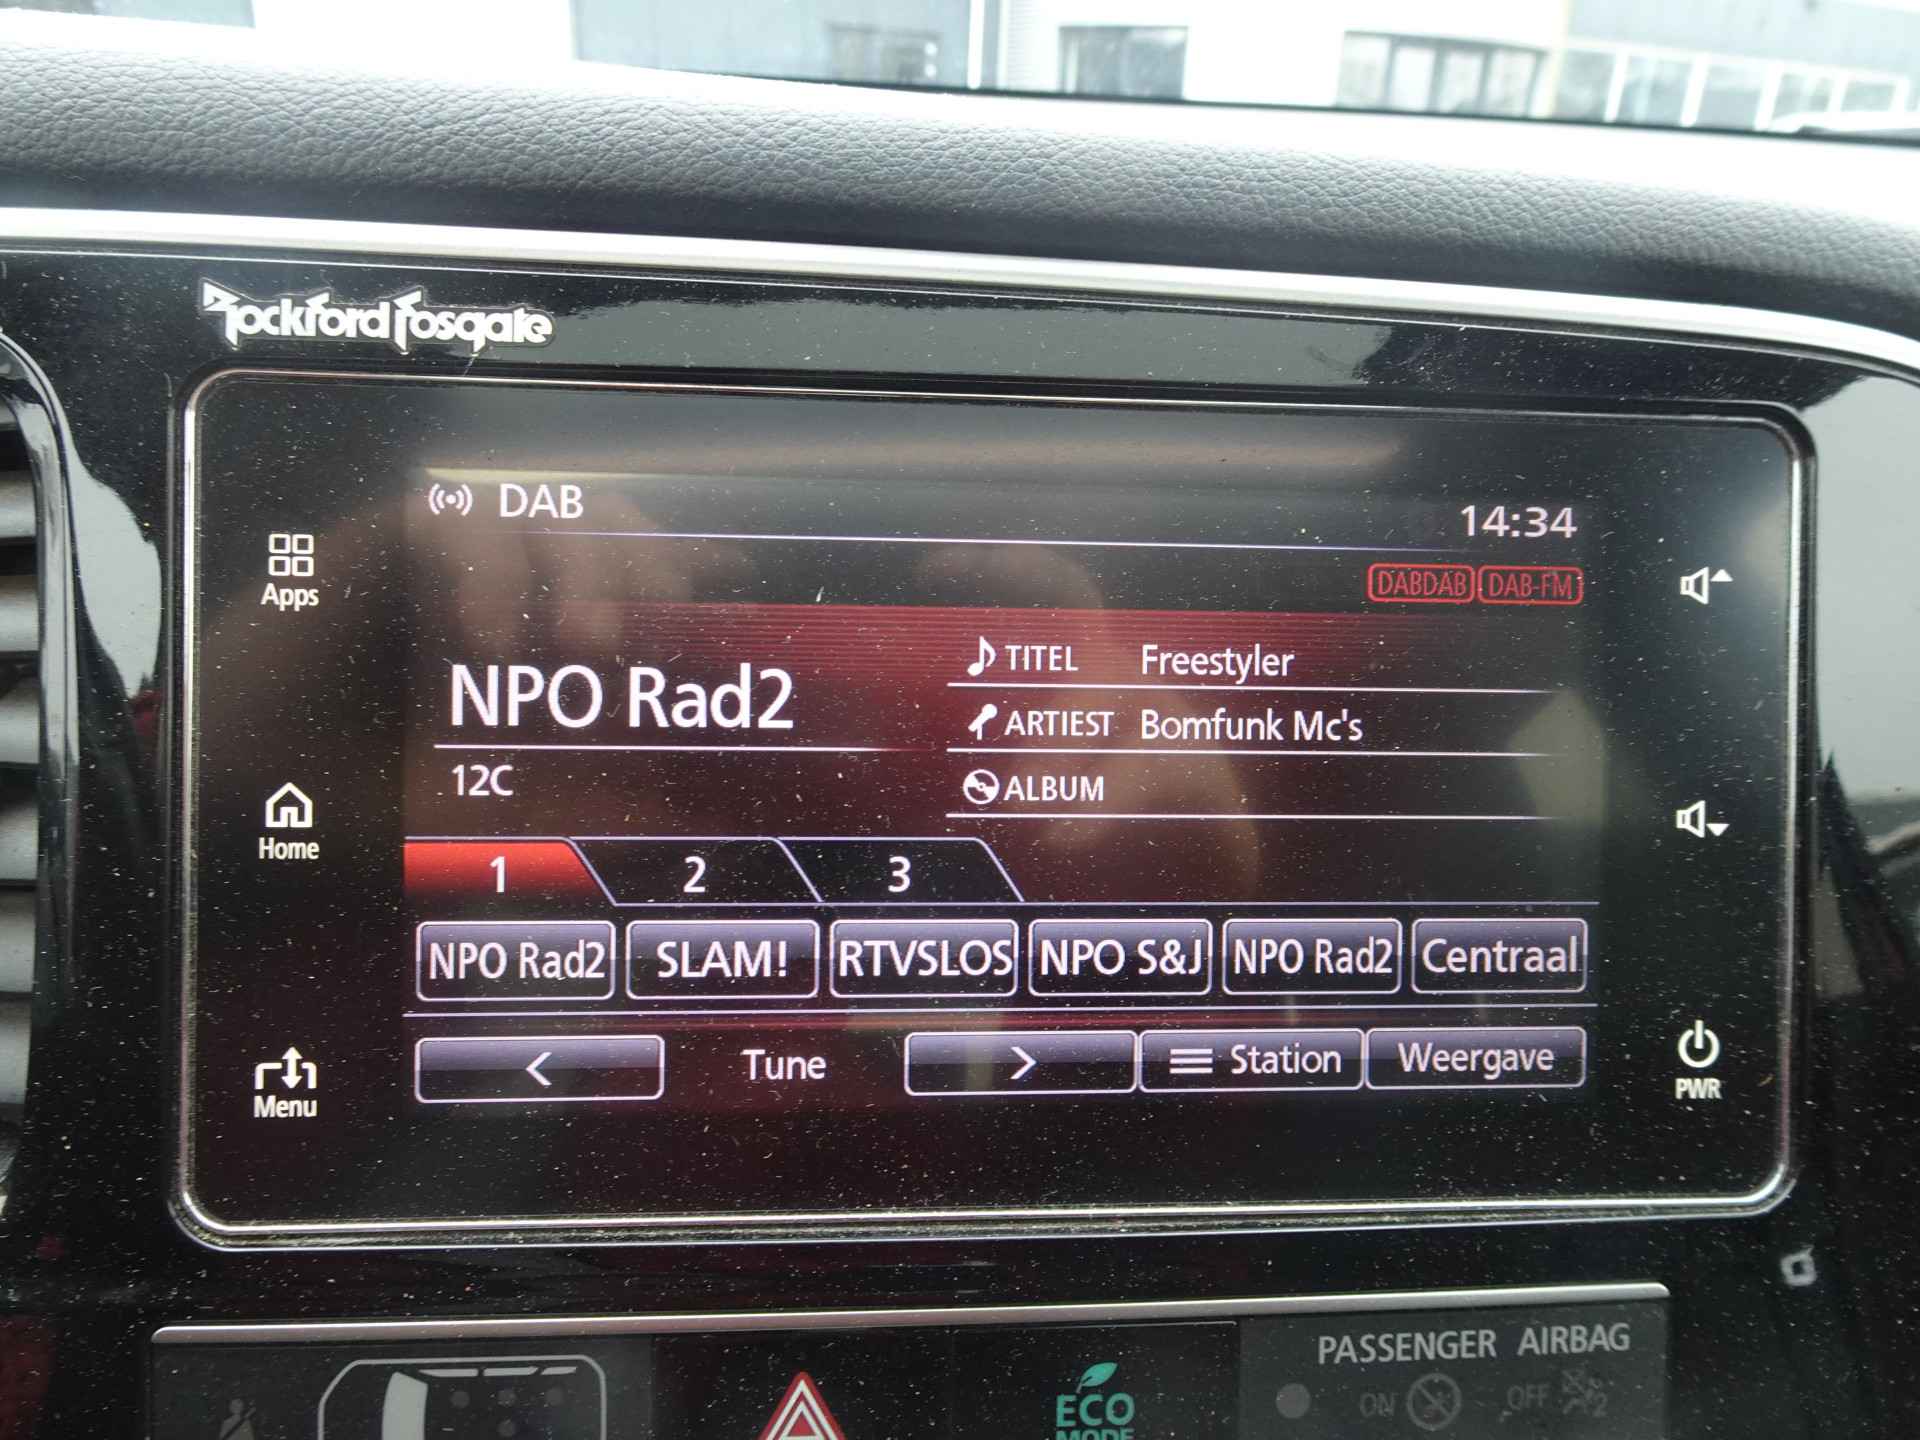 Rockford Fosgate
DAB
14:34
DABDAB DAB-FM
Apps
NPO Rad2
12C
TITEL Freestyler
ARTIEST Bomfunk Mc's
ALBUM
Home
1 2 3
NPO Rad2 SLAM! RTVSLOS NPO S&J NPO Rad2 Centraal
< Tune > Station Weergave
Menu
PWR
PASSENGER AIRBAG
ON OFF
ECO
MODE